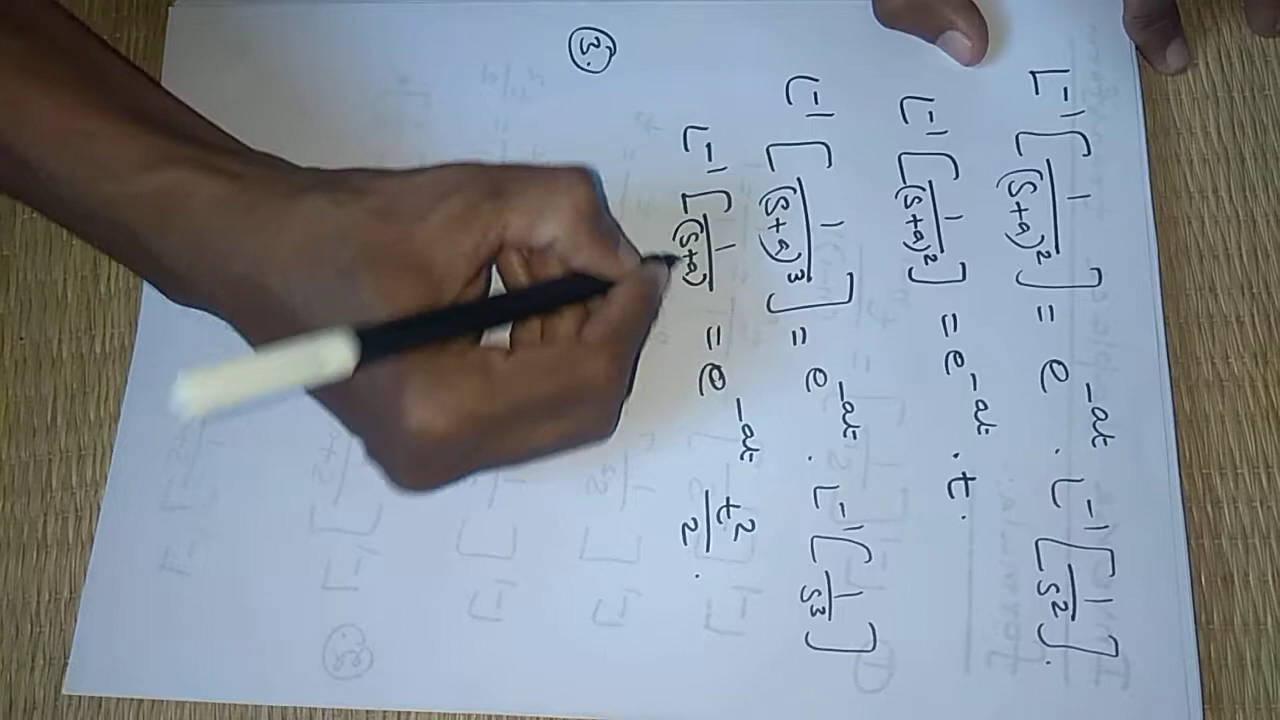 L⁻¹[1/(S+a)²] = e^-at . L⁻¹[1/S²].
L⁻¹[1/(S+a)²] = e^-at . t.
L⁻¹[1/(S+a)³] = e^-at . L⁻¹[1/S³]
L⁻¹[1/(S+a) = e^-at t²/2 .
3.